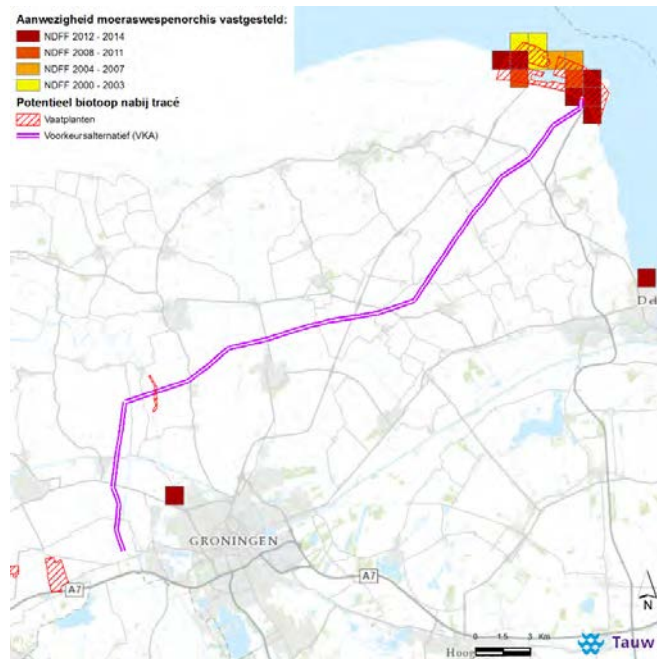 Aanwezigheid moeraswespenorchis vastgesteld:
NDFF 2012 - 2014
NDFF 2008 - 2011
NDFF 2004 - 2007
NDFF 2000 - 2003
Potentieel biotoop nabij tracé
Vaatplanten
Voorkeursalternatief (VKA)
Del
GRONINGEN
A7
A7
N
0 1.5 3 Km
Hoog
Tauw